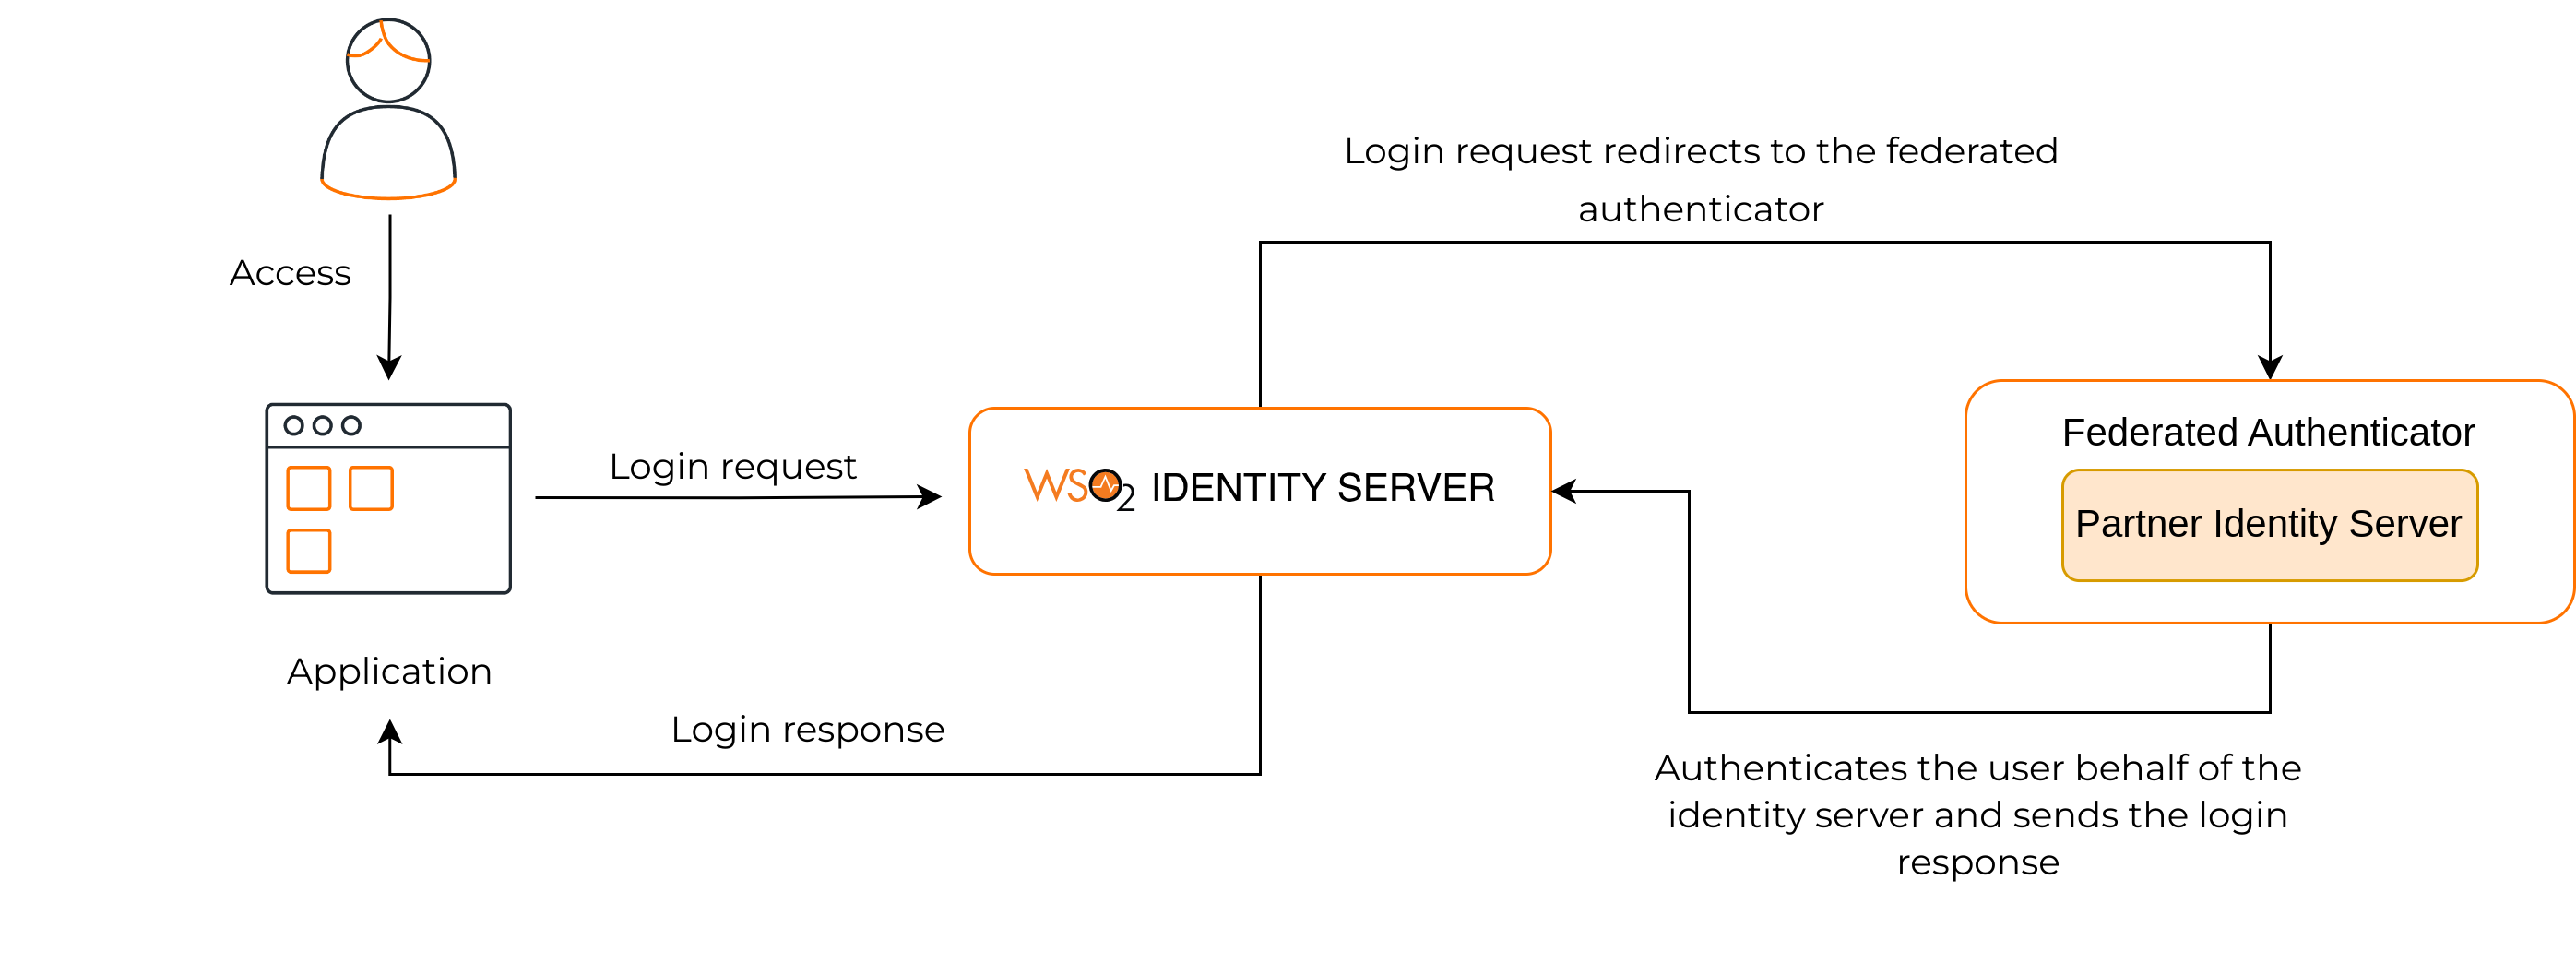 Login request redirects to the federated
authenticator
Access
Federated Authenticator
Login request
WSO2 IDENTITY SERVER
Partner Identity Server
Application
Login response
Authenticates the user behalf of the
identity server and sends the login
response